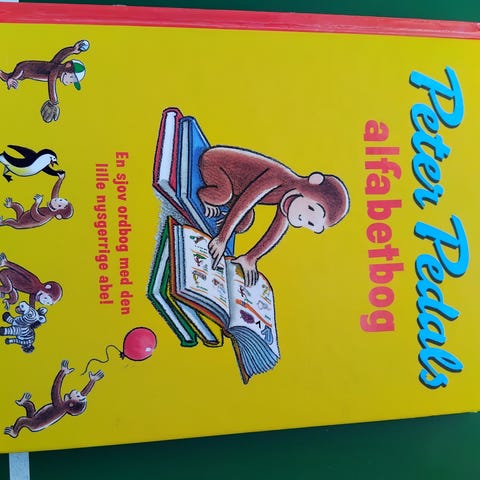 Peter Pedals
alfabetbog
En sjov ordbog med den
lille nysgerrige abe!